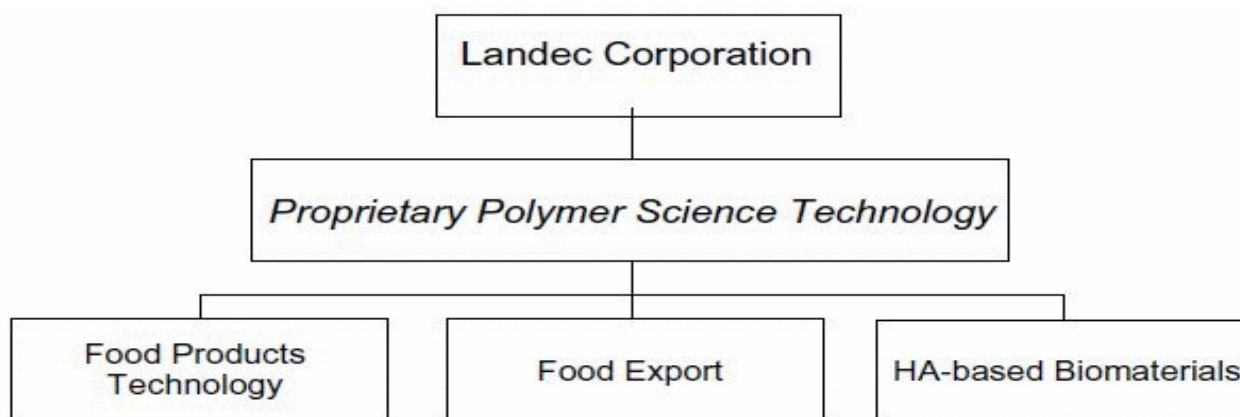 Landec Corporation
Proprietary Polymer Science Technology
Food Products
Technology
Food Export
HA-based Biomaterials